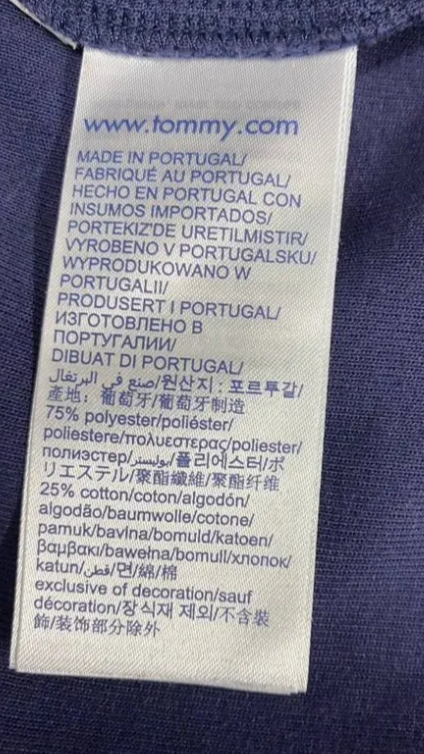 www.tommy.com
MADE IN PORTUGAL/
FABRIQUÉ AU PORTUGAL/
HECHO EN PORTUGAL CON
INSUMOS IMPORTADOS/
PORTEKIZ'DE URETILMISTIR/
VYROBENO V PORTUGALSKU/
WYPRODUKOWANO W
PORTUGALII/
PRODUSERT I PORTUGAL/
ИЗГОТОВЛЕНО В
ПОРТУГАЛИИ/
DIBUAT DI PORTUGAL/
صنع في البرتغال/원산지 : 포르투갈/
產地：葡萄牙/葡萄牙制造
75% polyester/poliéster/
poliestere/πολυεστερας/poliester/
полиэстер/بوليستر/폴리에스터/ポ
リエステル/聚酯纖維/聚酯纤维
25% cotton/coton/algodón/
algodão/baumwolle/cotone/
pamuk/bavlna/bomuld/katoen/
βαμβακι/bawełna/bomull/хлопок/
katun/قطن/면/綿/棉
exclusive of decoration/sauf
décoration/장식재 제외/不含裝
飾/装饰部分除外